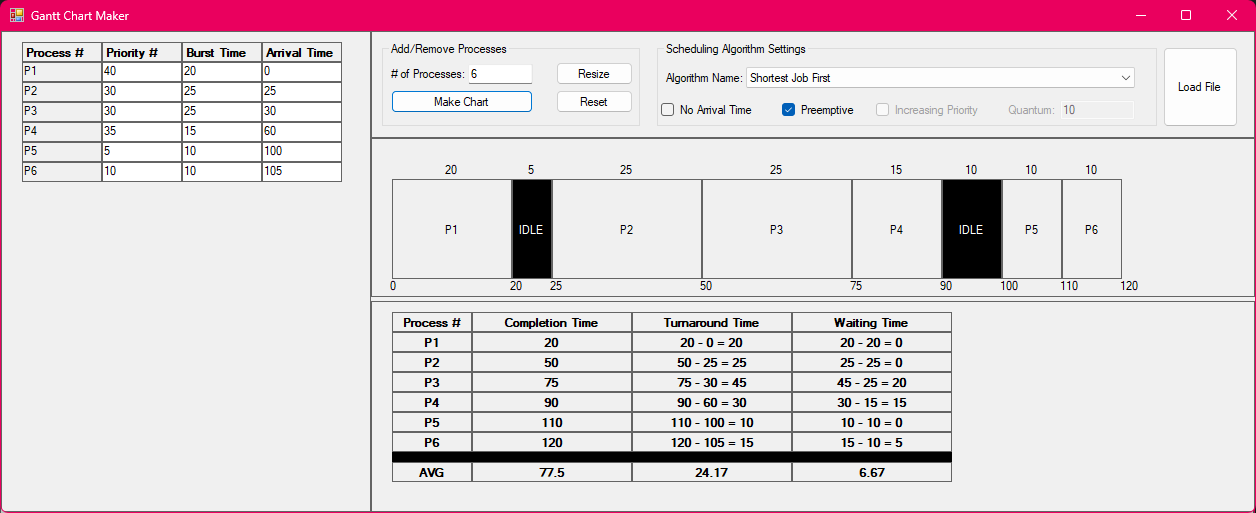 Gantt Chart Maker
Process # Priority # Burst Time Arrival Time
P1 40 20 0
P2 30 25 25
P3 30 25 30
P4 35 15 60
P5 5 10 100
P6 10 10 105
Add/Remove Processes
# of Processes: 6 Resize
Make Chart Reset
Scheduling Algorithm Settings
Algorithm Name: Shortest Job First
No Arrival Time Preemptive Increasing Priority Quantum: 10
Load File
20 5 25 25 15 10 10 10
P1 IDLE P2 P3 P4 IDLE P5 P6
0 20 25 50 75 90 100 110 120
Process # Completion Time Turnaround Time Waiting Time
P1 20 20 - 0 = 20 20 - 20 = 0
P2 50 50 - 25 = 25 25 - 25 = 0
P3 75 75 - 30 = 45 45 - 25 = 20
P4 90 90 - 60 = 30 30 - 15 = 15
P5 110 110 - 100 = 10 10 - 10 = 0
P6 120 120 - 105 = 15 15 - 10 = 5
AVG 77.5 24.17 6.67